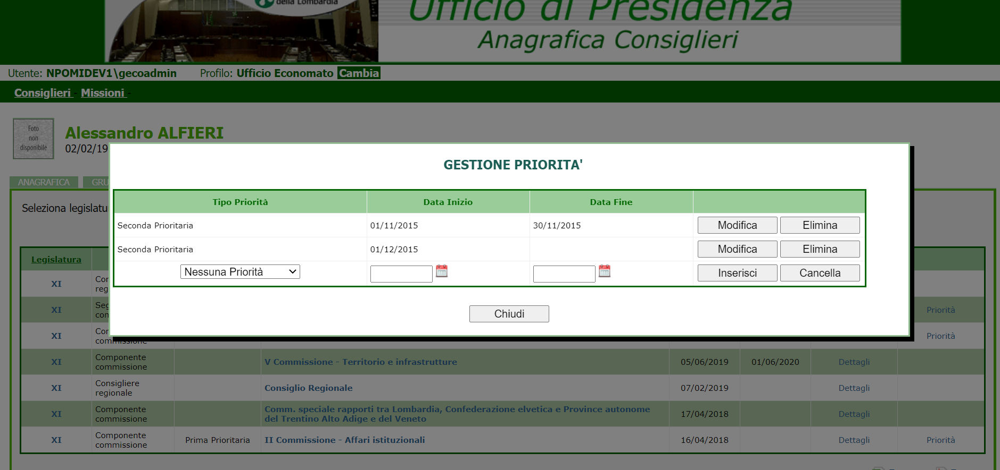 della Lombardia
Ufficio di Presidenza
Anagrafica Consiglieri
Utente: NPOMIDEV1\gecoadmin Profilo: Ufficio Economato Cambia
Consiglieri - Missioni -
Foto
non
disponibile
Alessandro ALFIERI
02/02/19
ANAGRAFICA GRU
Seleziona legislatu
GESTIONE PRIORITA'
Tipo Priorità Data Inizio Data Fine
Seconda Prioritaria 01/11/2015 30/11/2015 Modifica Elimina
Seconda Prioritaria 01/12/2015 Modifica Elimina
Nessuna Priorità Inserisci Cancella
Chiudi
Legislatura
XI Con
reg
XI Seg
con Priorità
XI Con
commissione Priorità
XI Componente
commissione V Commissione - Territorio e infrastrutture 05/06/2019 01/06/2020 Dettagli
XI Consigliere
regionale Consiglio Regionale 07/02/2019 Dettagli
XI Componente
commissione Comm. speciale rapporti tra Lombardia, Confederazione elvetica e Province autonome
del Trentino Alto Adige e del Veneto 17/04/2018 Dettagli
XI Componente
commissione Prima Prioritaria II Commissione - Affari istituzionali 16/04/2018 Dettagli Priorità